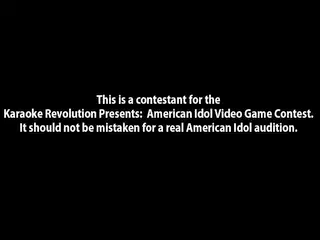 This is a contestant for the
Karaoke Revolution Presents:  American Idol Video Game Contest.
It should not be mistaken for a real American Idol audition.